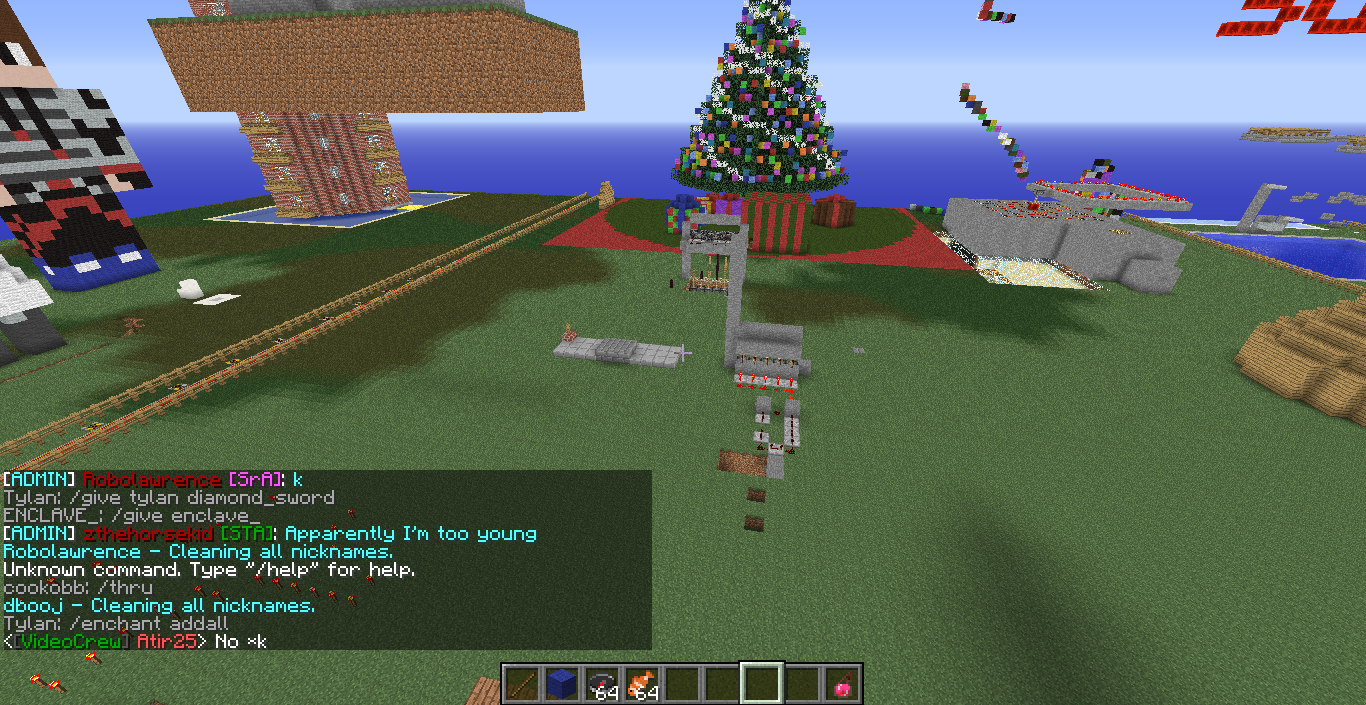 [ADMIN] Robolawrence [SrA]: k
Tylan: /give tylan diamond_sword
ENCLAVE_: /give enclave_
[ADMIN] zthehorsekid [STA]: Apparently I'm too young
Robolawrence - Cleaning all nicknames.
Unknown command. Type "/help" for help.
cookobb: /thru
dbooj - Cleaning all nicknames.
Tylan: /enchant addall
<[VideoCrew] Atir25> No *k
64
64